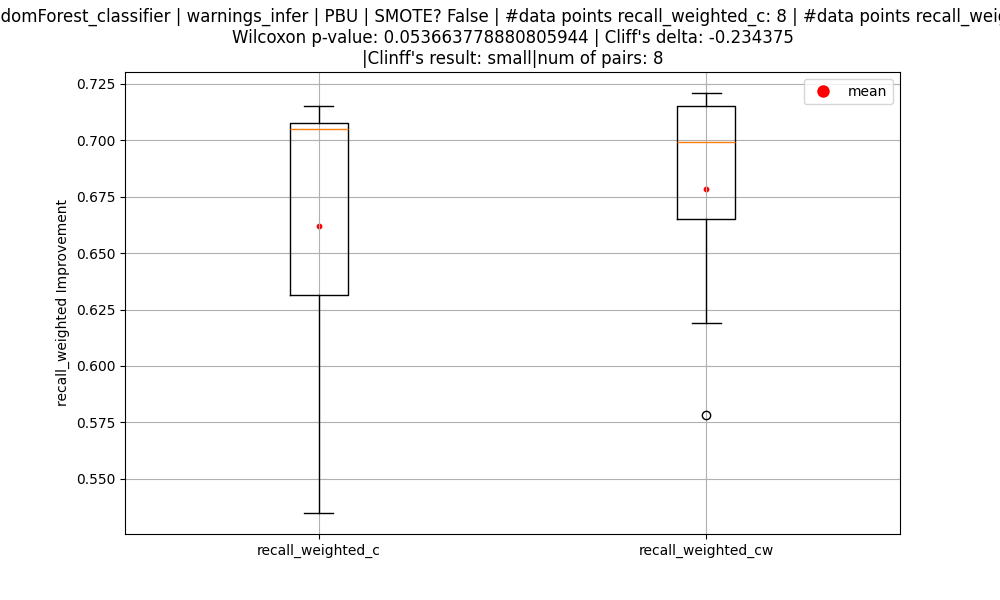 domForest_classifier | warnings_infer | PBU | SMOTE? False | #data points recall_weighted_c: 8 | #data points recall_wei
Wilcoxon p-value: 0.053663778880805944 | Cliff's delta: -0.234375
|Clinff's result: small|num of pairs: 8
mean
0.725
0.700
0.675
0.650
0.625
0.600
0.575
0.550
recall_weighted Improvement
recall_weighted_c
recall_weighted_cw